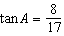 tan A = 8/17